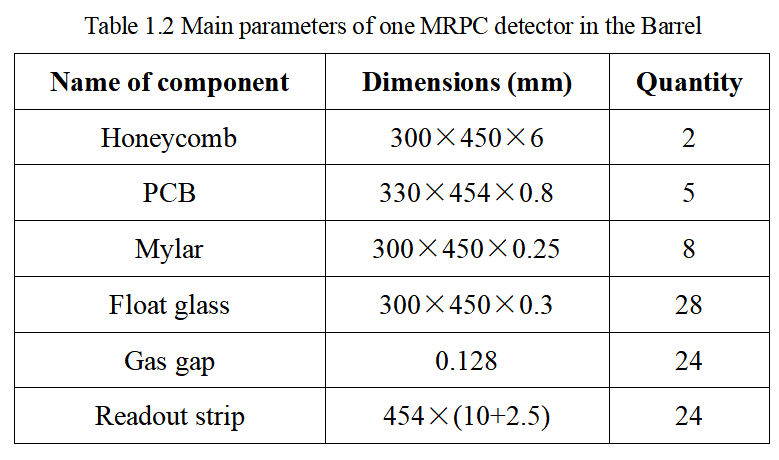 Table 1.2 Main parameters of one MRPC detector in the Barrel
Name of component Dimensions (mm) Quantity
Honeycomb 300×450×6 2
PCB 330×454×0.8 5
Mylar 300×450×0.25 8
Float glass 300×450×0.3 28
Gas gap 0.128 24
Readout strip 454×(10+2.5) 24